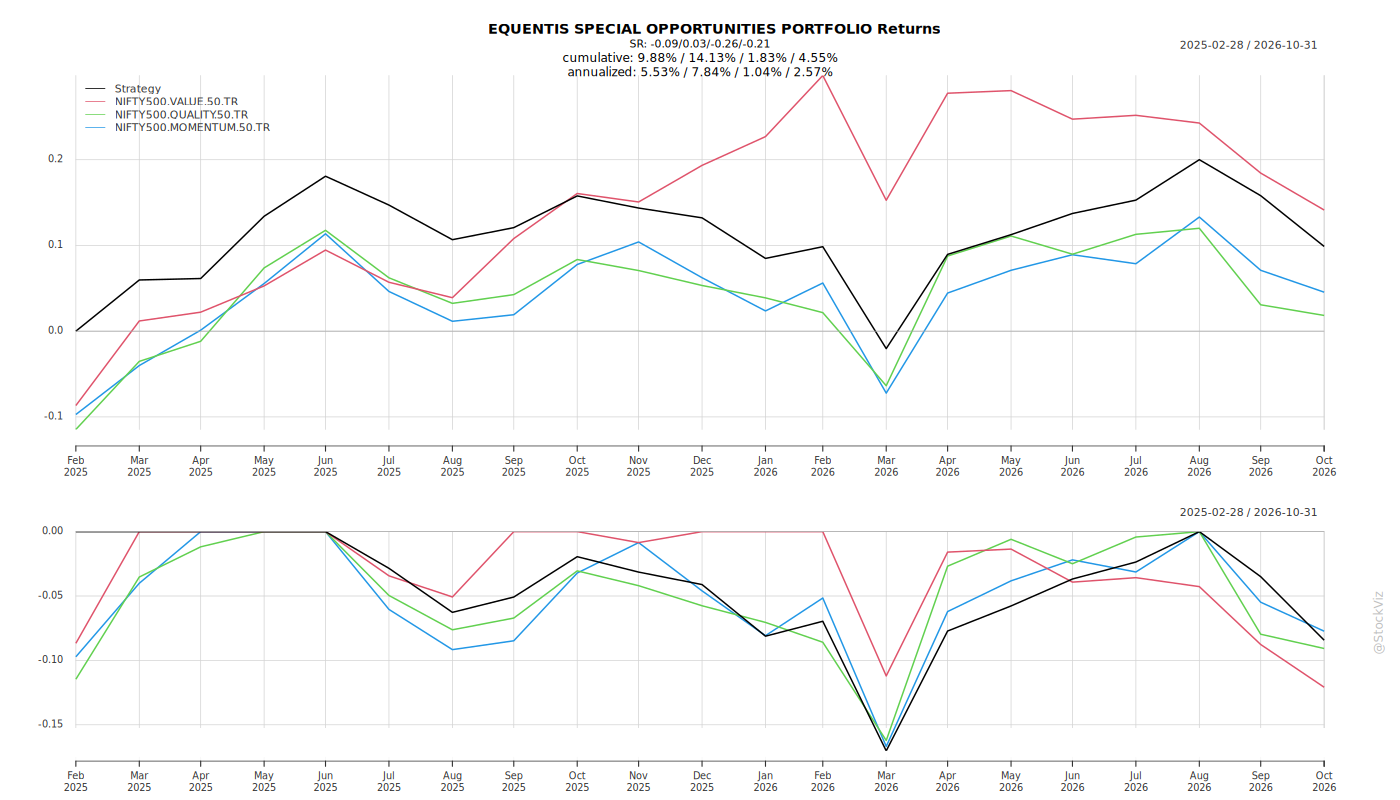 EQUENTIS SPECIAL OPPORTUNITIES PORTFOLIO Returns
SR: -0.09/0.03/-0.26/-0.21
cumulative: 9.88% / 14.13% / 1.83% / 4.55%
annualized: 5.53% / 7.84% / 1.04% / 2.57%
2025-02-28 / 2026-10-31
Strategy
NIFTY500.VALUE.50.TR
NIFTY500.QUALITY.50.TR
NIFTY500.MOMENTUM.50.TR
0.2
0.1
0.0
-0.1
Feb Mar Apr May Jun Jul Aug Sep Oct Nov Dec Jan Feb Mar Apr May Jun Jul Aug Sep Oct
2025 2025 2025 2025 2025 2025 2025 2025 2025 2025 2025 2026 2026 2026 2026 2026 2026 2026 2026 2026 2026
2025-02-28 / 2026-10-31
0.00
-0.05
-0.10
-0.15
Feb Mar Apr May Jun Jul Aug Sep Oct Nov Dec Jan Feb Mar Apr May Jun Jul Aug Sep Oct
2025 2025 2025 2025 2025 2025 2025 2025 2025 2025 2025 2026 2026 2026 2026 2026 2026 2026 2026 2026 2026
@StockViz